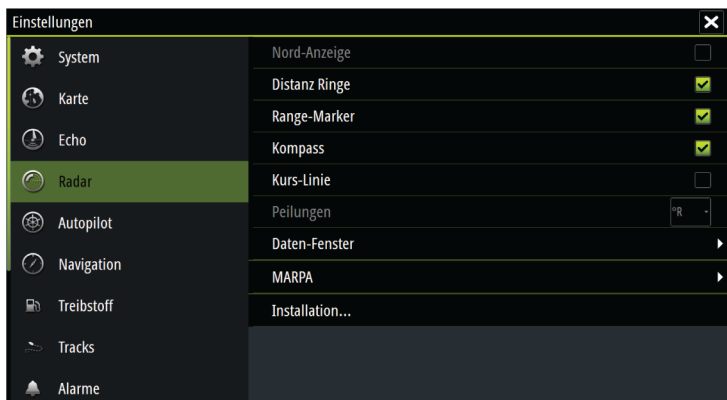 Einstellungen
System
Karte
Echo
Radar
Autopilot
Navigation
Treibstoff
Tracks
Alarme
Nord-Anzeige
Distanz Ringe
Range-Marker
Kompass
Kurs-Linie
Peilungen °R
Daten-Fenster
MARPA
Installation...